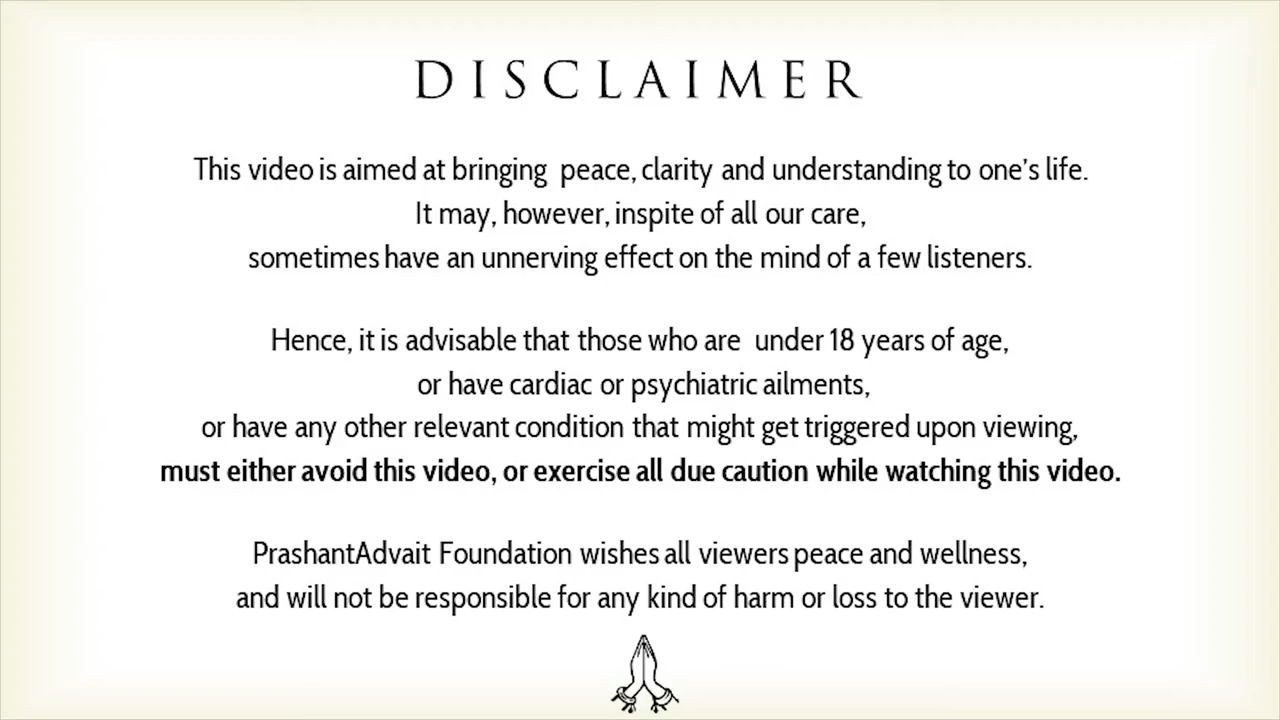 DISCLAIMER
This video is aimed at bringing peace, clarity and understanding to one's life.
It may, however, inspite of all our care,
sometimes have an unnerving effect on the mind of a few listeners.
Hence, it is advisable that those who are under 18 years of age,
or have cardiac or psychiatric ailments,
or have any other relevant condition that might get triggered upon viewing,
must either avoid this video, or exercise all due caution while watching this video.
PrashantAdvait Foundation wishes all viewers peace and wellness,
and will not be responsible for any kind of harm or loss to the viewer.